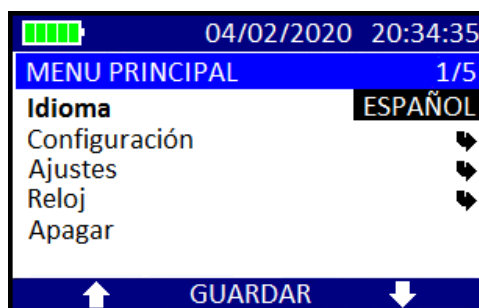 04/02/2020 20:34:35
MENU PRINCIPAL 1/5
Idioma ESPAÑOL
Configuración
Ajustes
Reloj
Apagar
GUARDAR